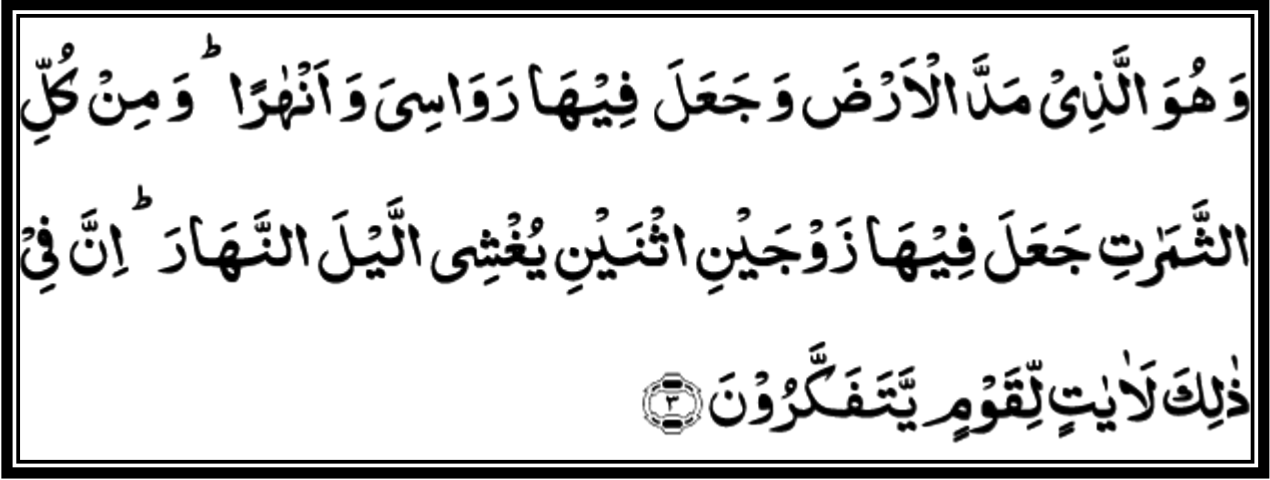 وَ هُوَ الَّذِیْ مَدَّ الْاَرْضَ وَ جَعَلَ فِیْهَا رَوَاسِیَ وَ اَنْهٰرًا ؕ وَ مِنْ كُلِّ
الثَّمَرٰتِ جَعَلَ فِیْهَا زَوْجَیْنِ اثْنَیْنِ یُغْشِی الَّیْلَ النَّهَارَ ؕ اِنَّ فِیْ
ذٰلِكَ لَاٰیٰتٍ لِّقَوْمٍ یَّتَفَكَّرُوْنَ ۳